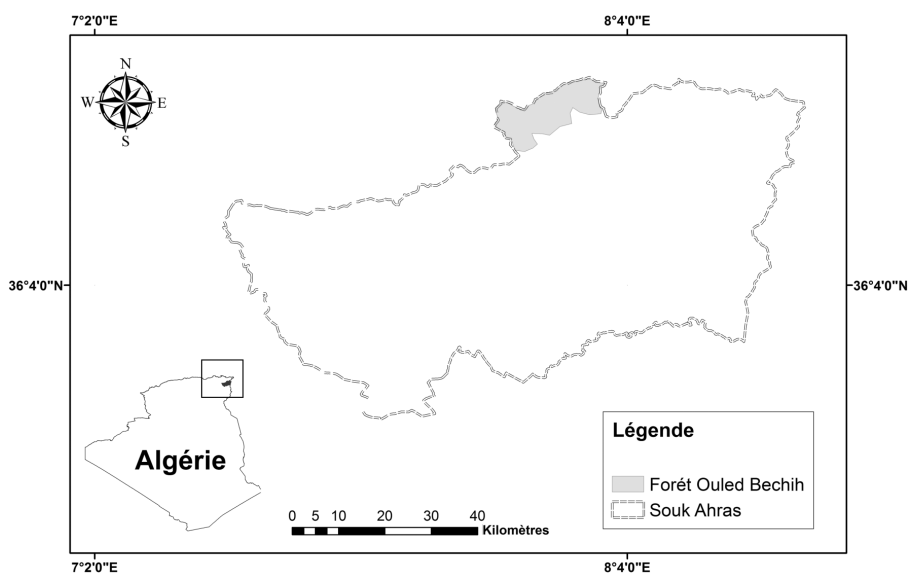 7°2'0"E 8°4'0"E
N
W E
S
36°4'0"N 36°4'0"N
Algérie
Légende
Forét Ouled Bechih
Souk Ahras
0 5 10 20 30 40
Kilomètres
7°2'0"E 8°4'0"E